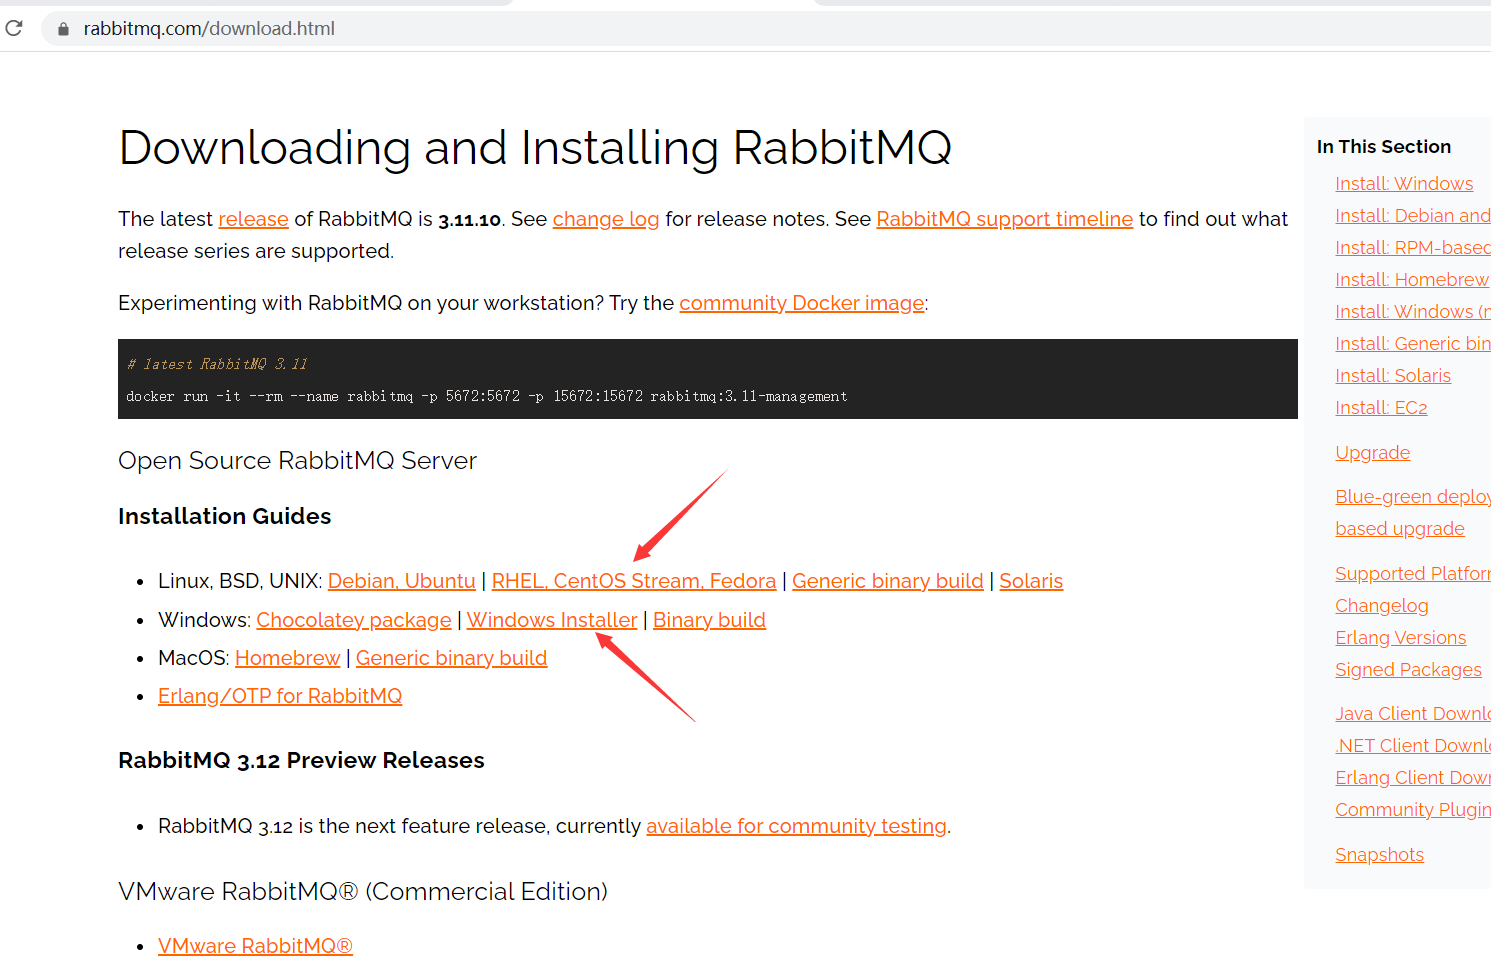 rabbitmq.com/download.html
Downloading and Installing RabbitMQ
The latest release of RabbitMQ is 3.11.10. See change log for release notes. See RabbitMQ support timeline to find out what
release series are supported.
Experimenting with RabbitMQ on your workstation? Try the community Docker image:
# latest RabbitMQ 3.11
docker run -it --rm --name rabbitmq -p 5672:5672 -p 15672:15672 rabbitmq:3.11-management
Open Source RabbitMQ Server
Installation Guides
• Linux, BSD, UNIX: Debian, Ubuntu | RHEL, CentOS Stream, Fedora | Generic binary build | Solaris
• Windows: Chocolatey package | Windows Installer | Binary build
• MacOS: Homebrew | Generic binary build
• Erlang/OTP for RabbitMQ
RabbitMQ 3.12 Preview Releases
• RabbitMQ 3.12 is the next feature release, currently available for community testing.
VMware RabbitMQ® (Commercial Edition)
• VMware RabbitMQ®
In This Section
Install: Windows
Install: Debian and
Install: RPM-based
Install: Homebrew
Install: Windows (
Install: Generic bin
Install: Solaris
Install: EC2
Upgrade
Blue-green deploy
based upgrade
Supported Platfor
Changelog
Erlang Versions
Signed Packages
Java Client Downlo
.NET Client Downlo
Erlang Client Down
Community Plugin
Snapshots